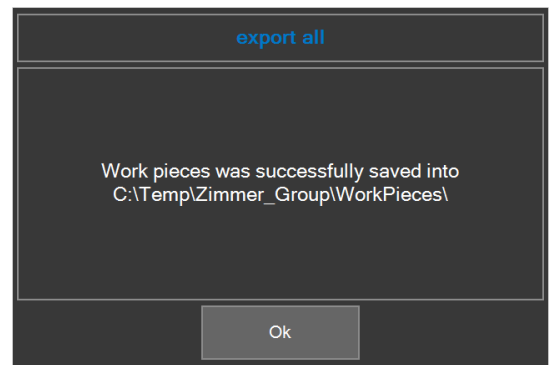 export all
Work pieces was successfully saved into
C:\Temp\Zimmer_Group\WorkPieces\
Ok